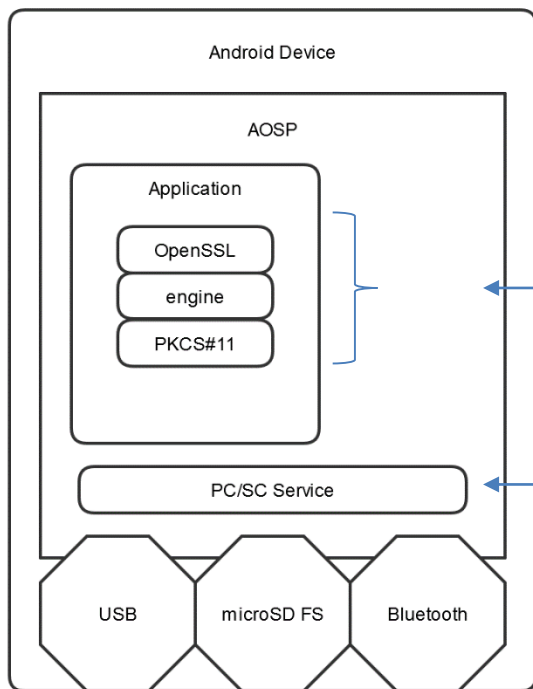 Android Device
AOSP
Application
OpenSSL
engine
PKCS#11
PC/SC Service
USB
microSD FS
Bluetooth